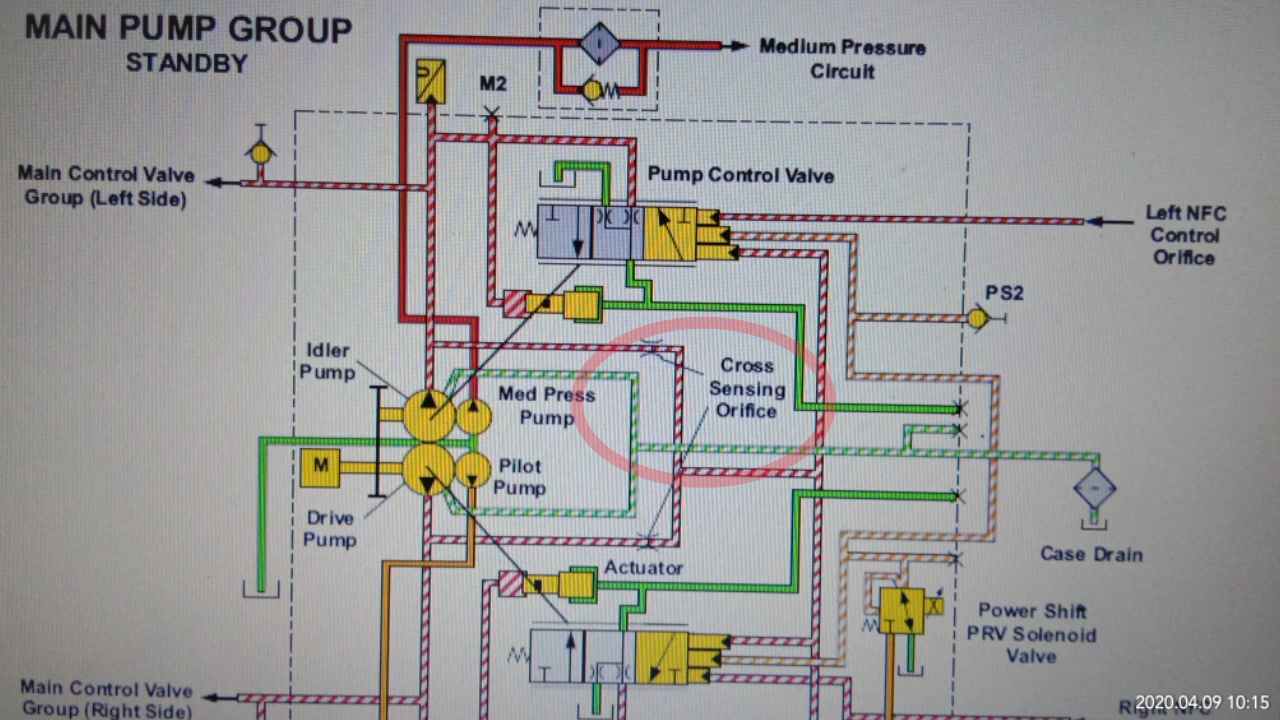 MAIN PUMP GROUP
STANDBY
M2
Medium Pressure
Circuit
Main Control Valve
Group (Left Side)
Pump Control Valve
Left NFC
Control
Orifice
PS2
Idler
Pump
Med Press
Pump
Cross
Sensing
Orifice
M
Pilot
Pump
Drive
Pump
Case Drain
Actuator
Power Shift
PRV Solenoid
Valve
Main Control Valve
Group (Right Side)
Right NFC
2020.04.09 10:15